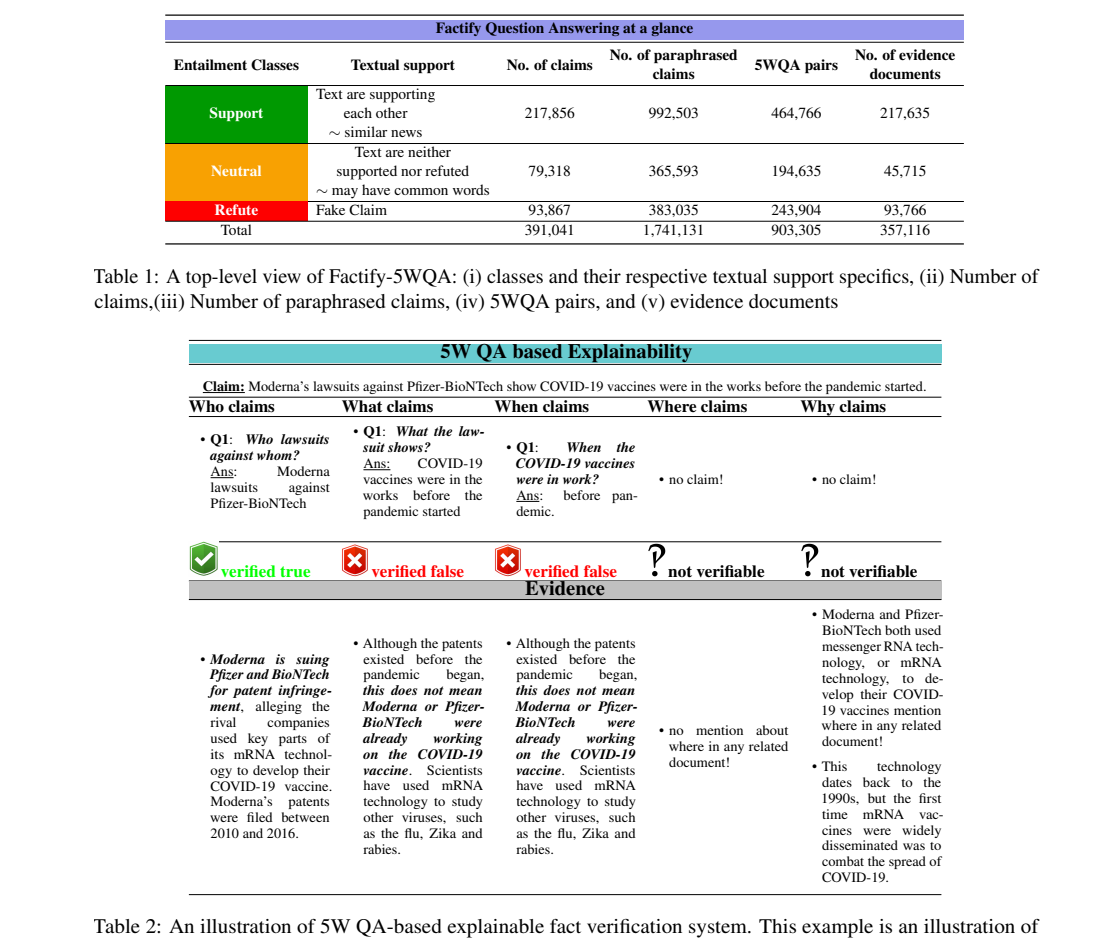 Factify Question Answering at a glance
Entailment Classes Textual support No. of claims No. of paraphrased claims 5WQA pairs No. of evidence documents
Support
Text are supporting
each other
∼ similar news
217,856 992,503 464,766 217,635
Neutral
Text are neither
supported nor refuted
∼ may have common words
79,318 365,593 194,635 45,715
Refute Fake Claim 93,867 383,035 243,904 93,766
Total 391,041 1,741,131 903,305 357,116
Table 1: A top-level view of Factify-5WQA: (i) classes and their respective textual support specifics, (ii) Number of
claims,(iii) Number of paraphrased claims, (iv) 5WQA pairs, and (v) evidence documents
5W QA based Explainability
Claim: Moderna's lawsuits against Pfizer-BioNTech show COVID-19 vaccines were in the works before the pandemic started.
Who claims What claims When claims Where claims Why claims
• Q1: Who lawsuits
against whom?
Ans: Moderna
lawsuits against
Pfizer-BioNTech
• Q1: What the law-
suit shows?
Ans: COVID-19
vaccines were in the
works before the
pandemic started
• Q1: When the
COVID-19 vaccines
were in work?
Ans: before pan-
demic.
• no claim!
• no claim!
verified true verified false verified false not verifiable not verifiable
Evidence
• Moderna is suing
Pfizer and BioNTech
for patent infringe-
ment, alleging the
rival companies
used key parts of
its mRNA technol-
ogy to develop their
COVID-19 vaccine.
Moderna's patents
were filed between
2010 and 2016.
• Although the patents
existed before the
pandemic began,
this does not mean
Moderna or Pfizer-
BioNTech were
already working
on the COVID-19
vaccine. Scientists
have used mRNA
technology to study
other viruses, such
as the flu, Zika and
rabies.
• Although the patents
existed before the
pandemic began,
this does not mean
Moderna or Pfizer-
BioNTech were
already working
on the COVID-19
vaccine. Scientists
have used mRNA
technology to study
other viruses, such
as the flu, Zika and
rabies.
• no mention about
where in any related
document!
• Moderna and Pfizer-
BioNTech both used
messenger RNA tech-
nology, or mRNA
technology, to de-
velop their COVID-
19 vaccines mention
where in any related
document!
• This technology
dates back to the
1990s, but the first
time mRNA vac-
cines were widely
disseminated was to
combat the spread of
COVID-19.
Table 2: An illustration of 5W QA-based explainable fact verification system. This example is an illustration of